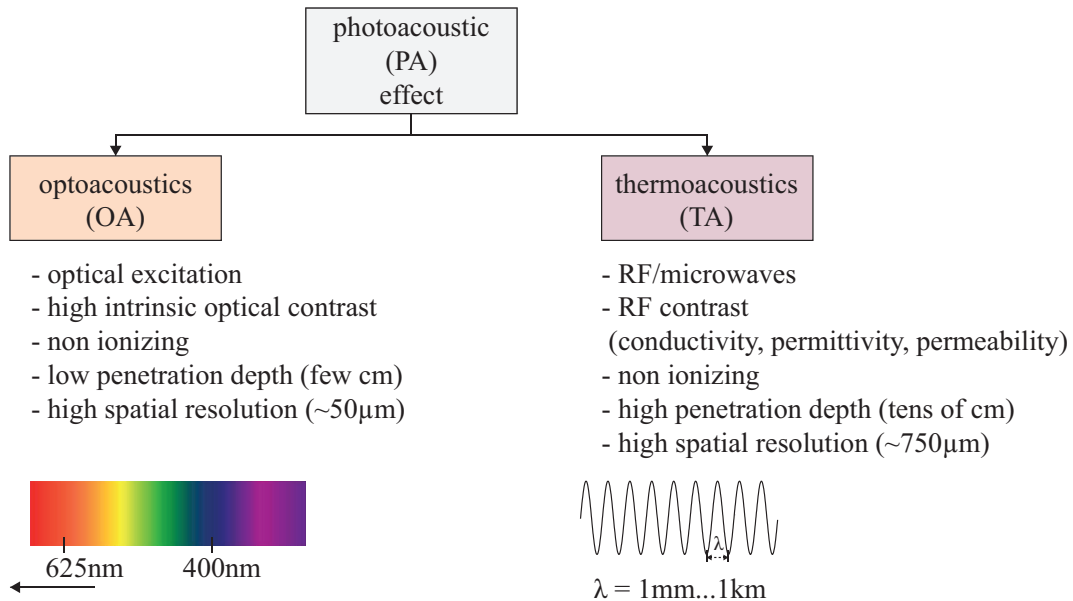 photoacoustic
(PA)
effect
optoacoustics
(OA)
- optical excitation
- high intrinsic optical contrast
- non ionizing
- low penetration depth (few cm)
- high spatial resolution (~50µm)
625nm
400nm
thermoacoustics
(TA)
- RF/microwaves
- RF contrast
(conductivity, permittivity, permeability)
- non ionizing
- high penetration depth (tens of cm)
- high spatial resolution (~750µm)
λ
λ = 1mm...1km